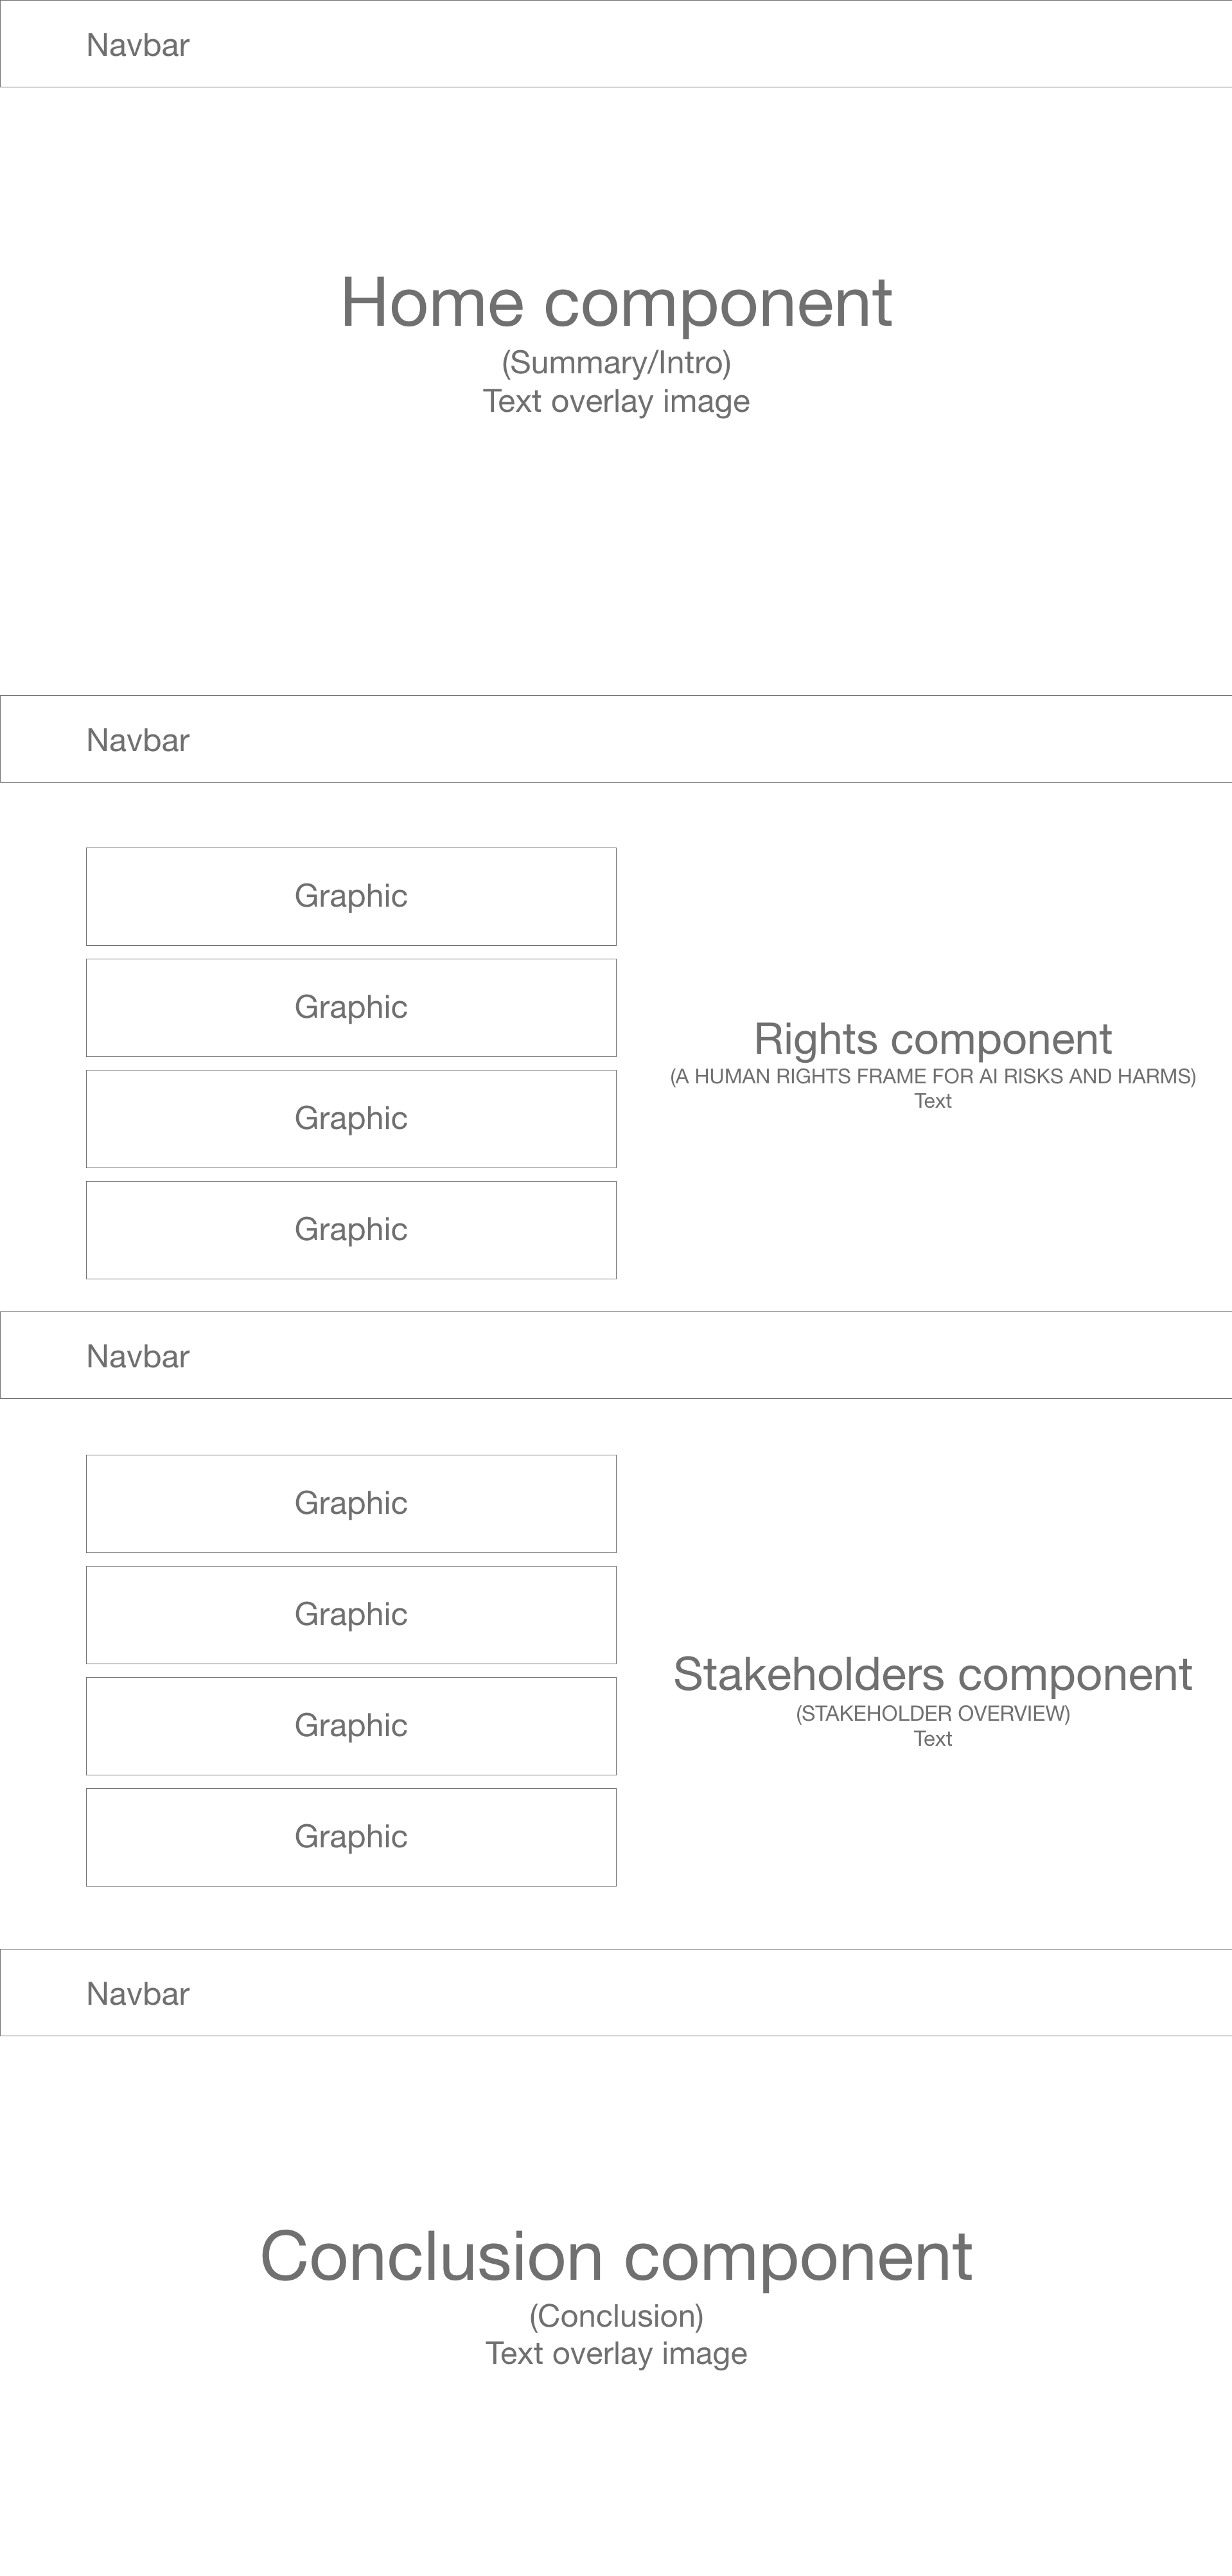 Navbar
Home component
(Summary/Intro)
Text overlay image
Navbar
Graphic
Graphic
Graphic
Graphic
Rights component
(A HUMAN RIGHTS FRAME FOR AI RISKS AND HARMS)
Text
Navbar
Graphic
Graphic
Graphic
Graphic
Stakeholders component
(STAKEHOLDER OVERVIEW)
Text
Navbar
Conclusion component
(Conclusion)
Text overlay image